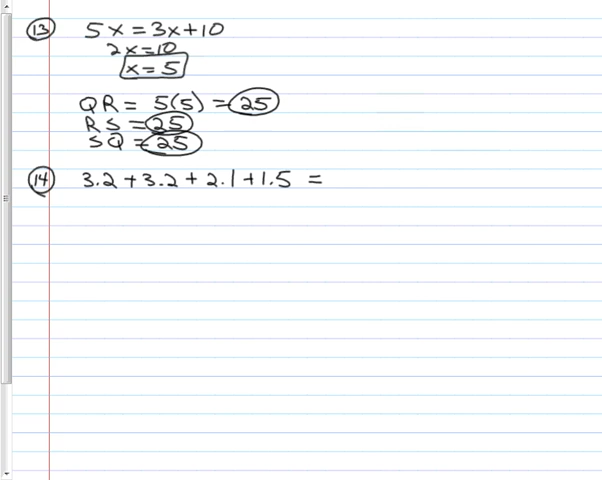 13 5x = 3x + 10
2x = 10
x = 5
QR = 5(5) = 25
RS = 25
SQ = 25
14 3.2 + 3.2 + 2.1 + 1.5 =